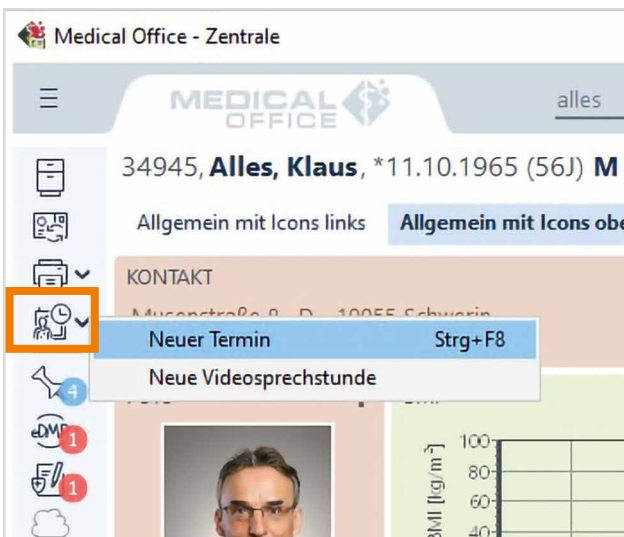 Medical Office - Zentrale
MEDICAL
OFFICE
alles
34945, Alles, Klaus, *11.10.1965 (56J) M
Allgemein mit Icons links
Allgemein mit Icons obe
KONTAKT
Neuer Termin Strg+F8
Neue Videosprechstunde
4
eDMP
1
1
BMI [kg/m²]
100
80
60
40